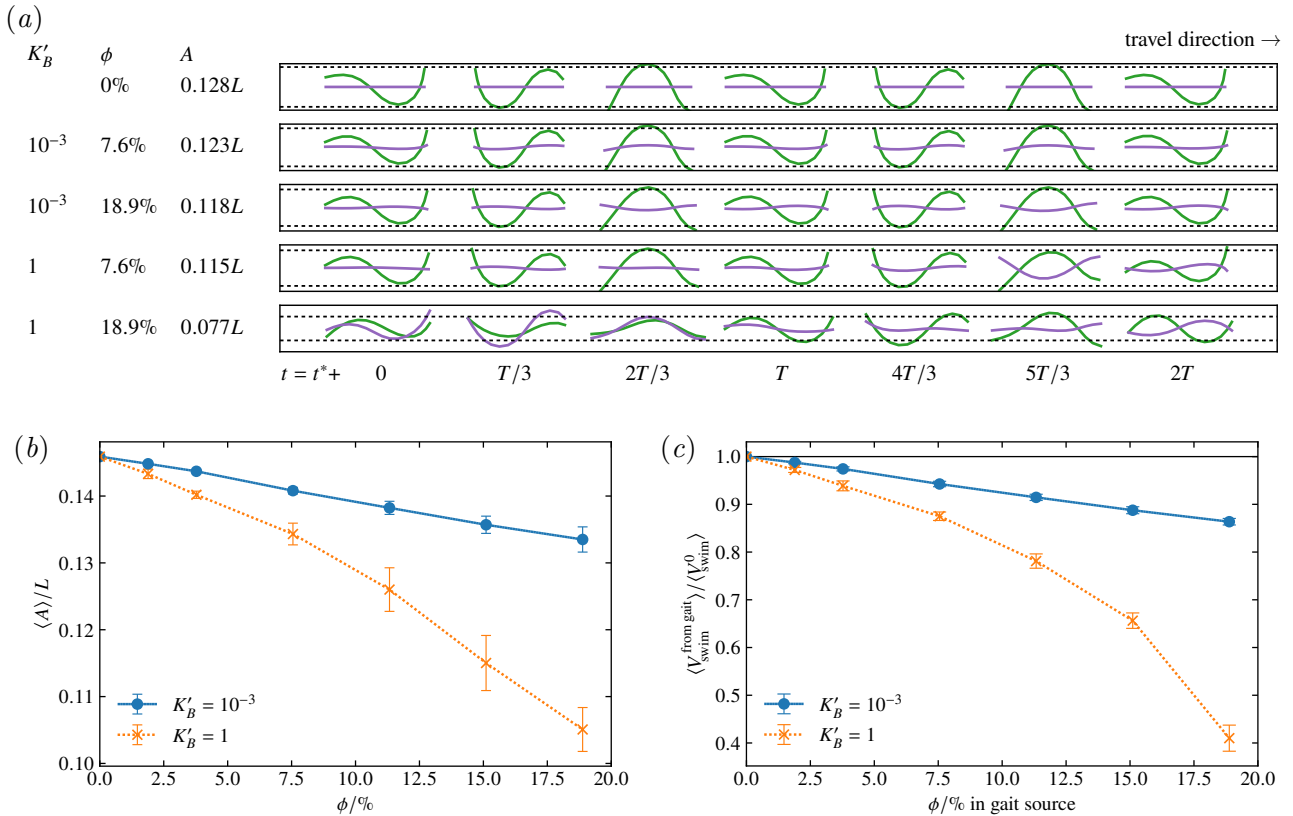 (a)
travel direction →
K′_B ϕ A
0% 0.128L
10⁻³ 7.6% 0.123L
10⁻³ 18.9% 0.118L
1 7.6% 0.115L
1 18.9% 0.077L
t = t*+ 0 T/3 2T/3 T 4T/3 5T/3 2T
(b)
⟨A⟩/L
0.14
0.13
0.12
0.11
0.10
K′_B = 10⁻³
K′_B = 1
0.0 2.5 5.0 7.5 10.0 12.5 15.0 17.5 20.0
ϕ/%
(c)
⟨V_swim^from gait⟩/⟨V_swim^0⟩
1.0
0.9
0.8
0.7
0.6
0.5
0.4
K′_B = 10⁻³
K′_B = 1
0.0 2.5 5.0 7.5 10.0 12.5 15.0 17.5 20.0
ϕ/% in gait source